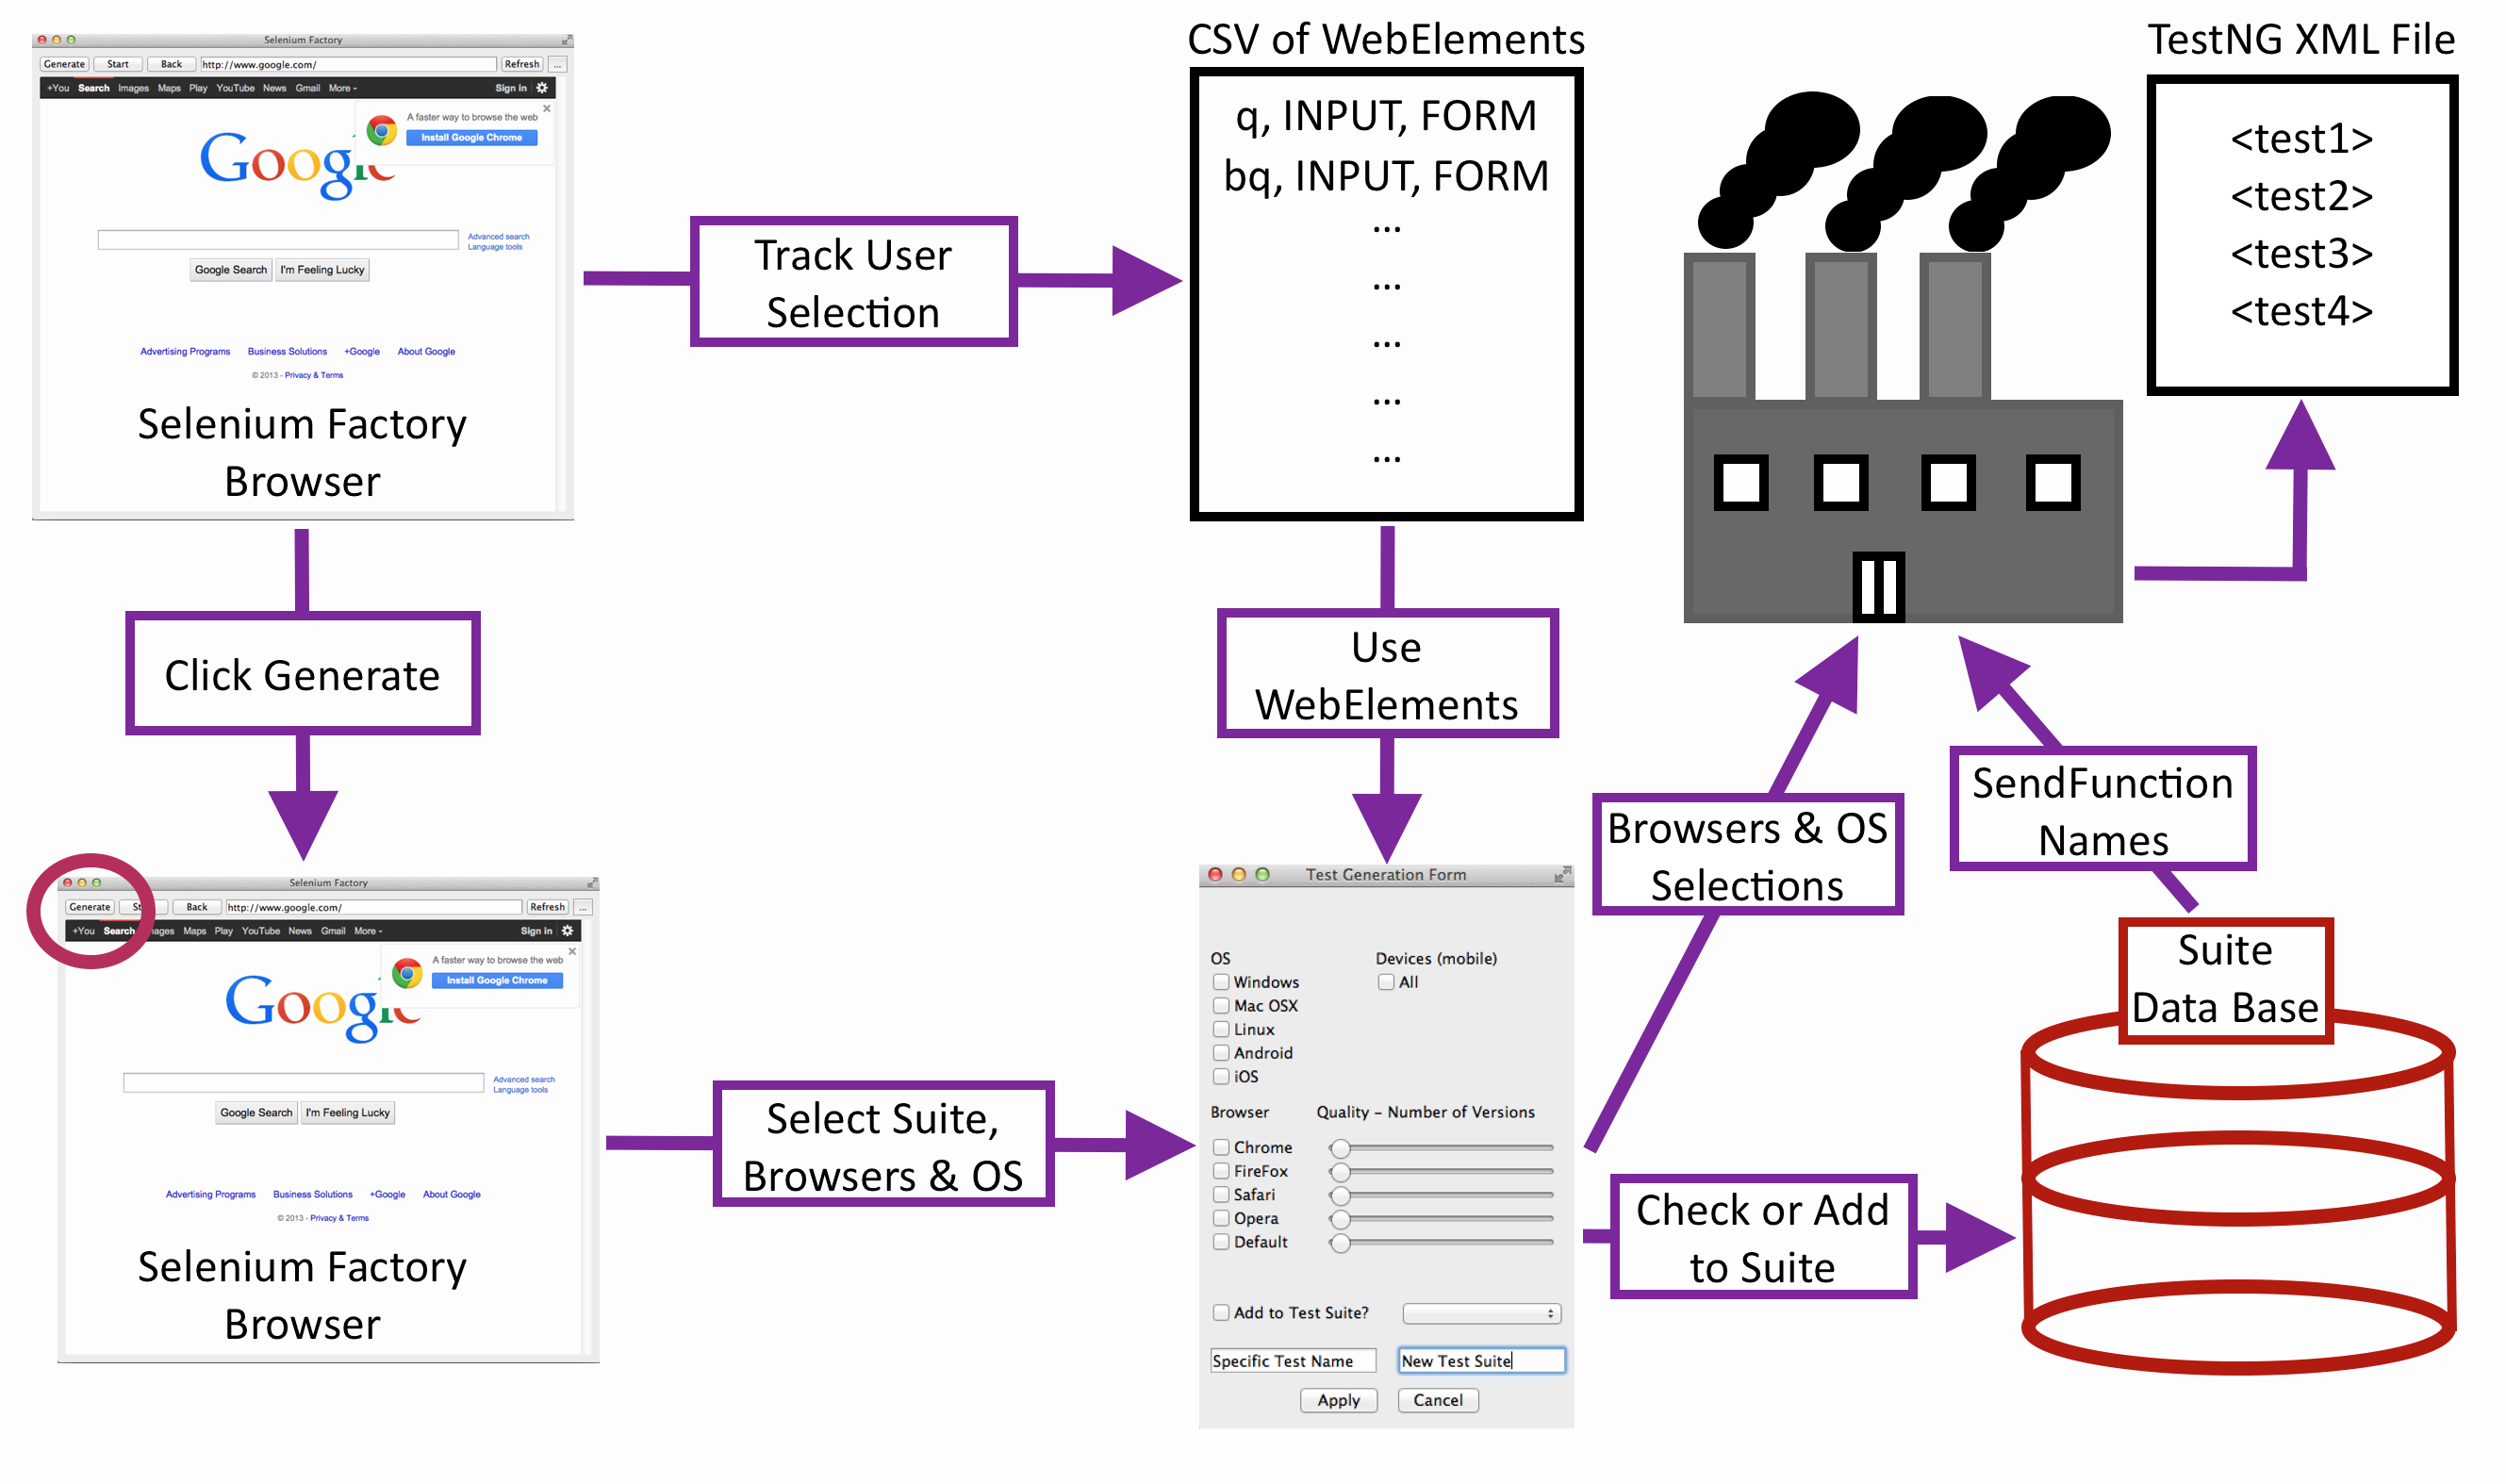 Selenium Factory
Generate Start Back http://www.google.com/ Refresh ...
+You Search Images Maps Play YouTube News Gmail More Sign in
A faster way to browse the web
Install Google Chrome
Google
Advanced search
Language tools
Google Search I'm Feeling Lucky
Advertising Programs Business Solutions +Google About Google
© 2013 - Privacy & Terms
Selenium Factory
Browser
Track User
Selection
CSV of WebElements
q, INPUT, FORM
bq, INPUT, FORM
...
...
...
...
...
TestNG XML File
<test1>
<test2>
<test3>
<test4>
Click Generate
Use
WebElements
Browsers & OS
Selections
SendFunction
Names
Selenium Factory
Generate St Back http://www.google.com/ Refresh ...
+You Search ages Maps Play YouTube News Gmail More Sign in
A faster way to browse the web
Install Google Chrome
Google
Advanced search
Language tools
Google Search I'm Feeling Lucky
Advertising Programs Business Solutions +Google About Google
© 2013 - Privacy & Terms
Selenium Factory
Browser
Select Suite,
Browsers & OS
Test Generation Form
OS Devices (mobile)
Windows All
Mac OSX
Linux
Android
iOS
Browser Quality - Number of Versions
Chrome
FireFox
Safari
Opera
Default
Add to Test Suite?
Specific Test Name New Test Suite
Apply Cancel
Check or Add
to Suite
Suite
Data Base